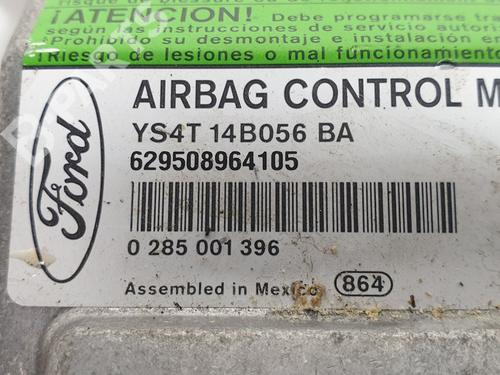 ¡ATENCION! Debe programarse
según las instrucciones de servicio
Prohibido su desmontaje e instalación
¡Riesgo de lesiones o mal funcionamiento
AIRBAG CONTROL M
YS4T 14B056 BA
629508964105
Ford
0 285 001 396
Assembled in Mexico 864